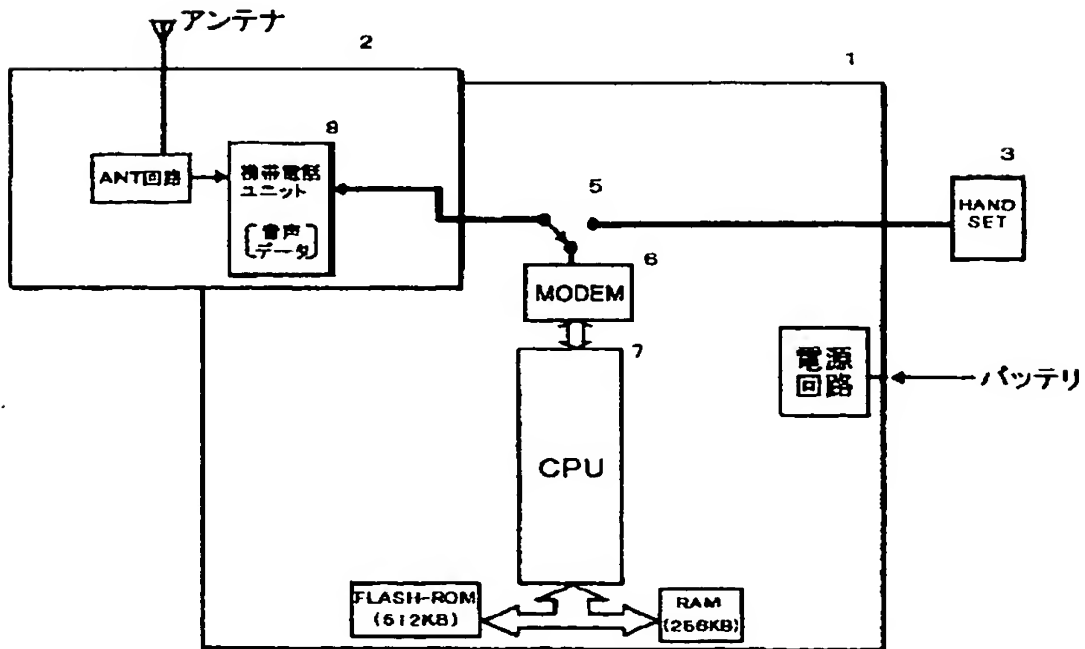 アンテナ
2
1
8
ANT回路
携帯電話
ユニット
音声
データ
5
3
HAND
SET
6
MODEM
7
電源
回路
バッテリ
CPU
FLASH-ROM
(512KB)
RAM
(256KB)